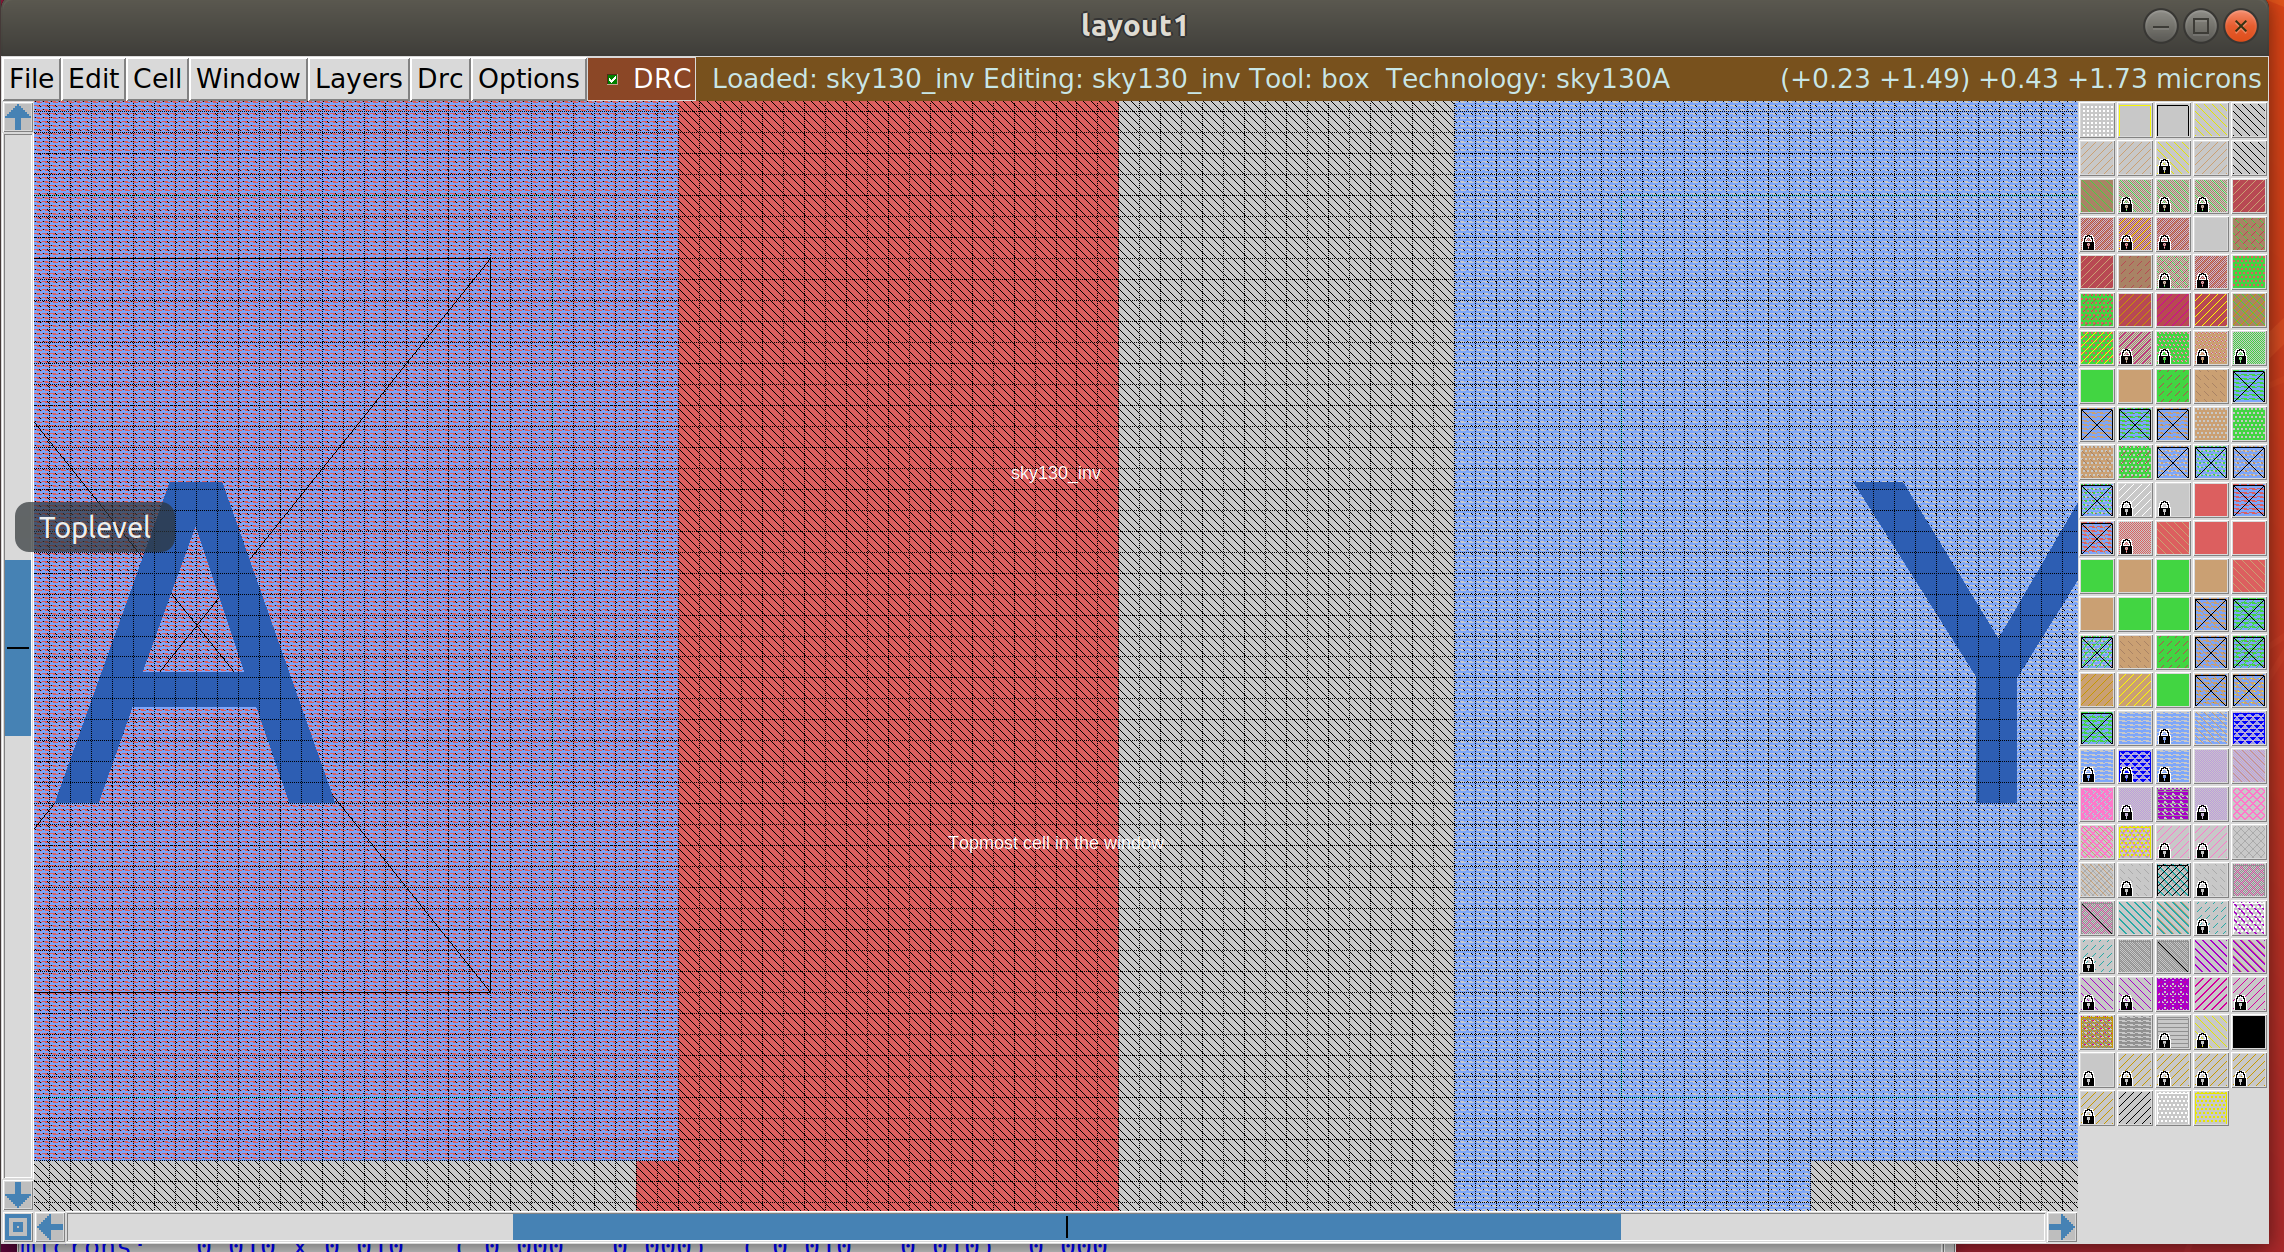 layout1
File Edit Cell Window Layers Drc Options DRC Loaded: sky130_inv Editing: sky130_inv Tool: box Technology: sky130A (+0.23 +1.49) +0.43 +1.73 microns
sky130_inv
Toplevel
A
Y
Topmost cell in the window